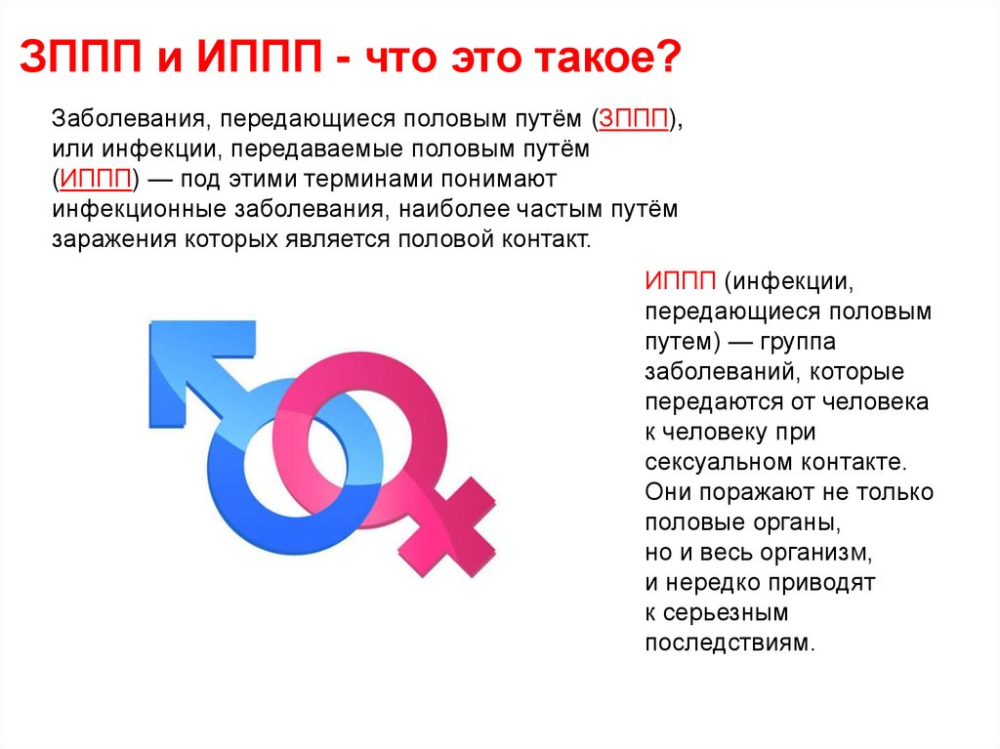 ЗППП и ИППП - что это такое?
Заболевания, передающиеся половым путём (ЗППП),
или инфекции, передаваемые половым путём
(ИППП) — под этими терминами понимают
инфекционные заболевания, наиболее частым путём
заражения которых является половой контакт.
ИППП (инфекции,
передающиеся половым
путем) — группа
заболеваний, которые
передаются от человека
к человеку при
сексуальном контакте.
Они поражают не только
половые органы,
но и весь организм,
и нередко приводят
к серьезным
последствиям.